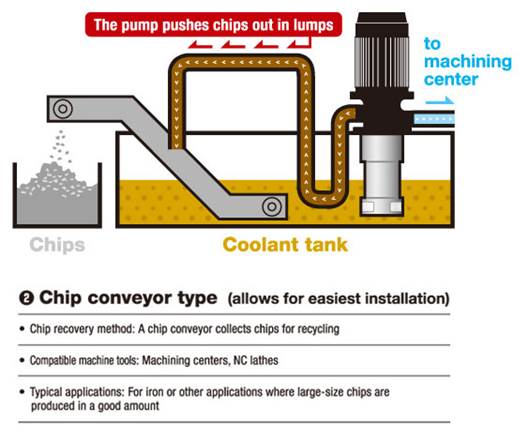 The pump pushes chips out in lumps
to
machining
center
Chips
Coolant tank
❷ Chip conveyor type (allows for easiest installation)
• Chip recovery method: A chip conveyor collects chips for recycling
• Compatible machine tools: Machining centers, NC lathes
• Typical applications: For iron or other applications where large-size chips are
produced in a good amount